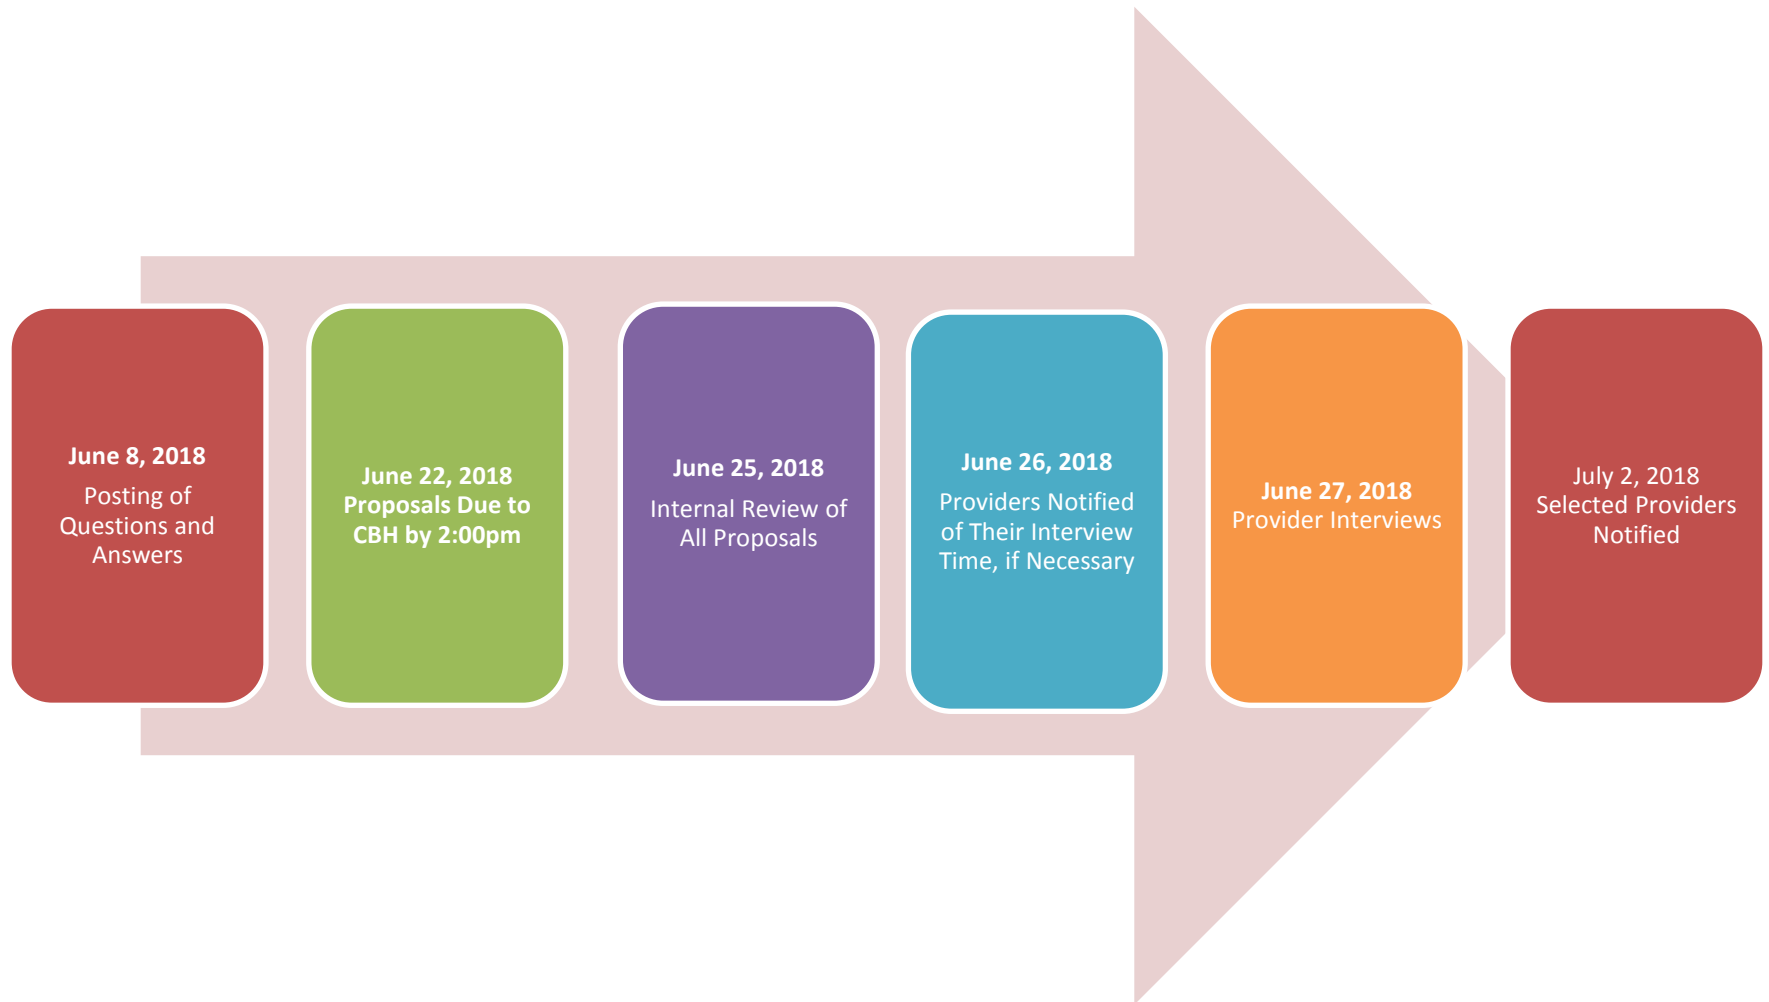 June 8, 2018
Posting of
Questions and
Answers
June 22, 2018
Proposals Due to
CBH by 2:00pm
June 25, 2018
Internal Review of
All Proposals
June 26, 2018
Providers Notified
of Their Interview
Time, if Necessary
June 27, 2018
Provider Interviews
July 2, 2018
Selected Providers
Notified